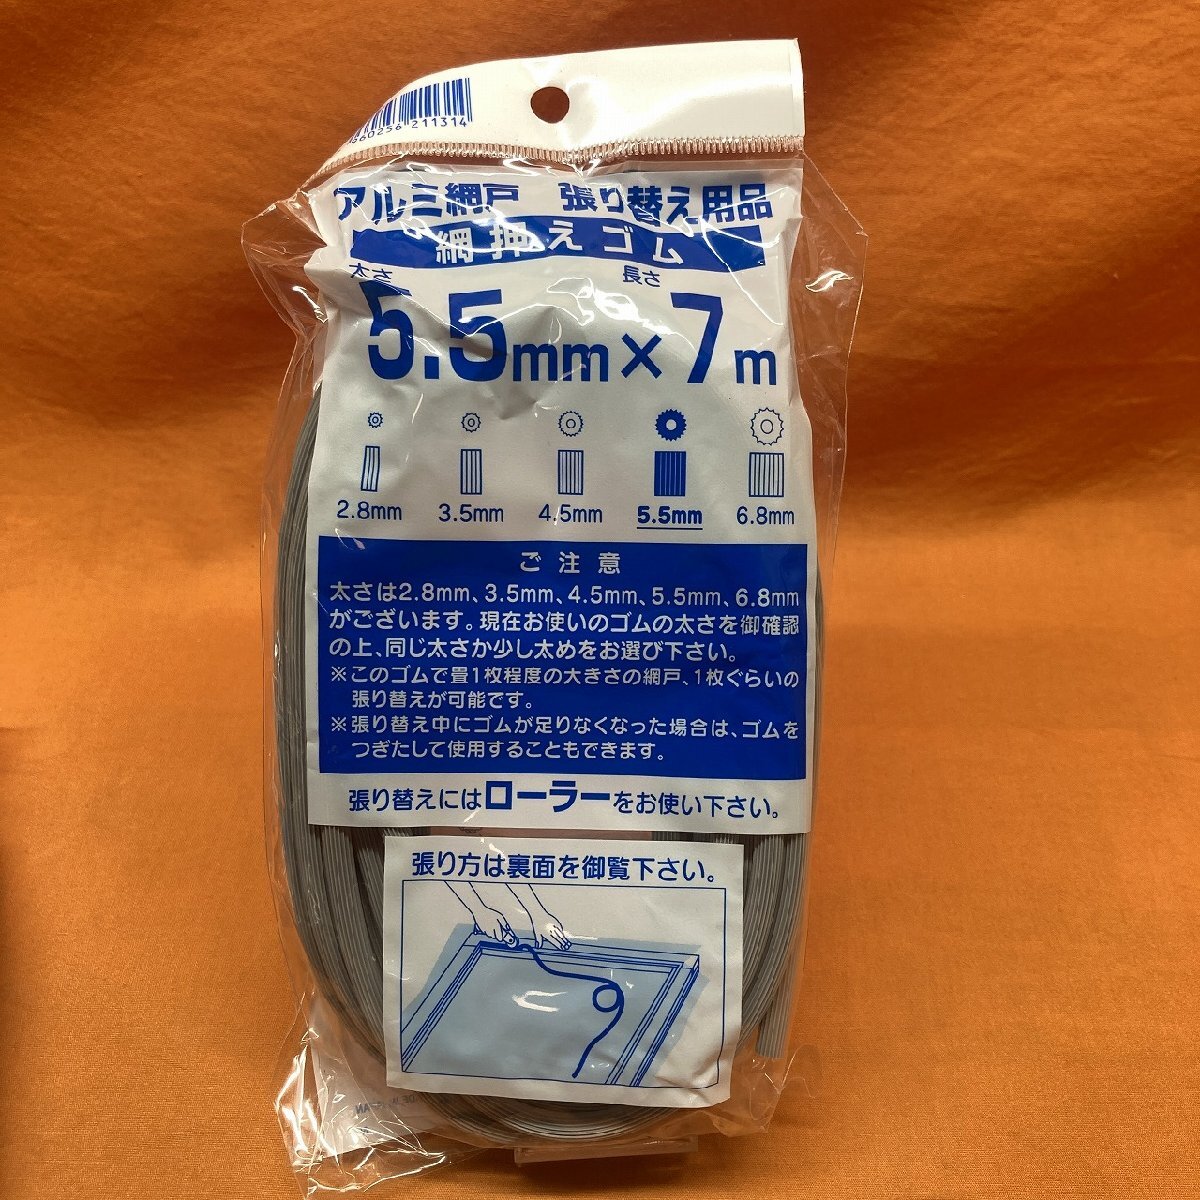 660256 211314
アルミ網戸 張り替え用品
網押えゴム
太さ 長さ
5.5mm×7m
2.8mm 3.5mm 4.5mm 5.5mm 6.8mm
ご注意
太さは2.8mm、3.5mm、4.5mm、5.5mm、6.8mm
がございます。現在お使いのゴムの太さを御確認
の上、同じ太さか少し太めをお選び下さい。
※このゴムで畳1枚程度の大きさの網戸、1枚ぐらいの
張り替えが可能です。
※張り替え中にゴムが足りなくなった場合は、ゴムを
つぎたして使用することもできます。
張り替えにはローラーをお使い下さい。
張り方は裏面を御覧下さい。